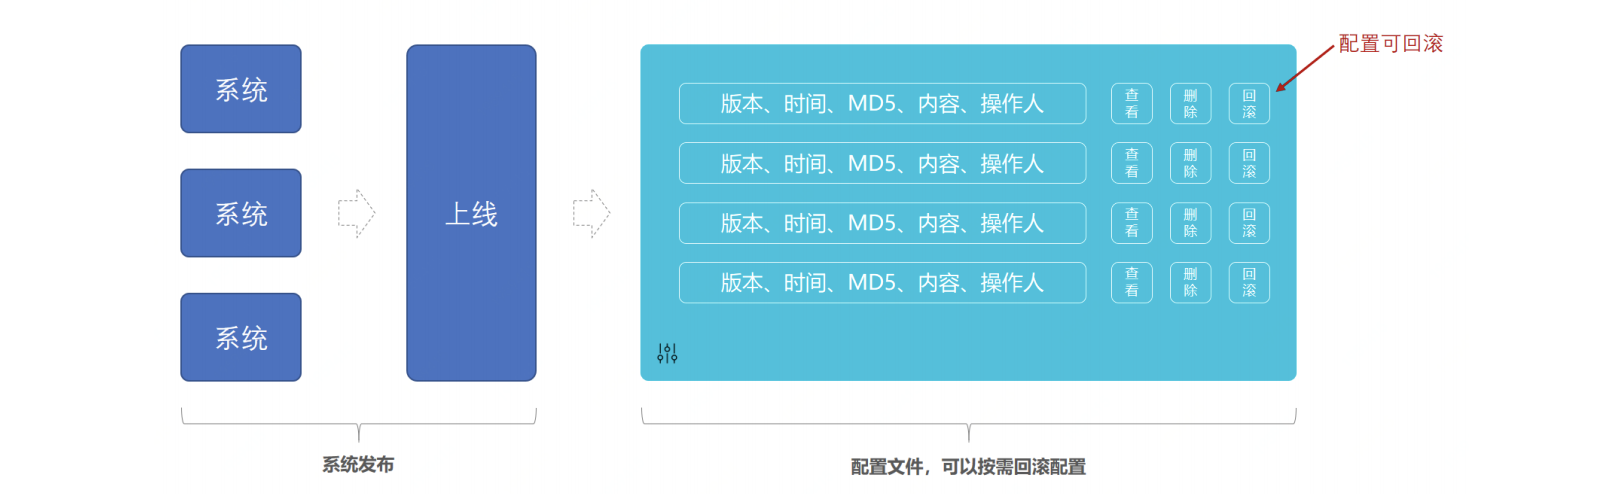 系统
系统
系统
上线
配置可回滚
版本、时间、MD5、内容、操作人
查看
删除
回滚
版本、时间、MD5、内容、操作人
查看
删除
回滚
版本、时间、MD5、内容、操作人
查看
删除
回滚
版本、时间、MD5、内容、操作人
查看
删除
回滚
系统发布
配置文件，可以按需回滚配置